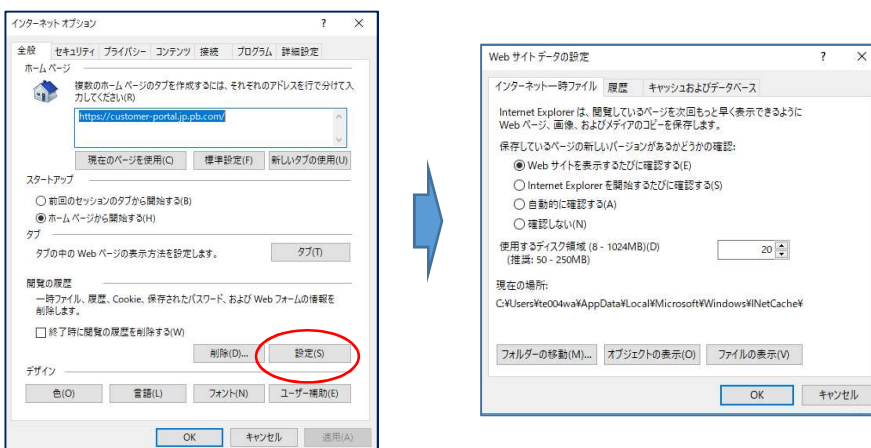 インターネット オプション ? ×
全般 セキュリティ プライバシー コンテンツ 接続 プログラム 詳細設定
ホーム ページ
複数のホーム ページのタブを作成するには、それぞれのアドレスを行で分けて入
力してください(R)
https://customer-portal.jp.pb.com/
現在のページを使用(C) 標準設定(F) 新しいタブの使用(U)
スタートアップ
前回のセッションのタブから開始する(B)
ホーム ページから開始する(H)
タブ
タブの中の Web ページの表示方法を設定します。 タブ(T)
閲覧の履歴
一時ファイル、履歴、Cookie、保存されたパスワード、および Web フォームの情報を
削除します。
終了時に閲覧の履歴を削除する(W)
削除(D)... 設定(S)
デザイン
色(O) 言語(L) フォント(N) ユーザー補助(E)
OK キャンセル 適用(A)
Web サイト データの設定 ? ×
インターネット一時ファイル 履歴 キャッシュおよびデータベース
Internet Explorer は、閲覧しているページを次回もっと早く表示できるように
Web ページ、画像、およびメディアのコピーを保存します。
保存しているページの新しいバージョンがあるかどうかの確認:
Web サイトを表示するたびに確認する(E)
Internet Explorer を開始するたびに確認する(S)
自動的に確認する(A)
確認しない(N)
使用するディスク領域 (8 - 1024MB)(D) 20
(推奨: 50 - 250MB)
現在の場所:
C:¥Users¥te004wa¥AppData¥Local¥Microsoft¥Windows¥INetCache¥
フォルダーの移動(M)... オブジェクトの表示(O) ファイルの表示(V)
OK キャンセル